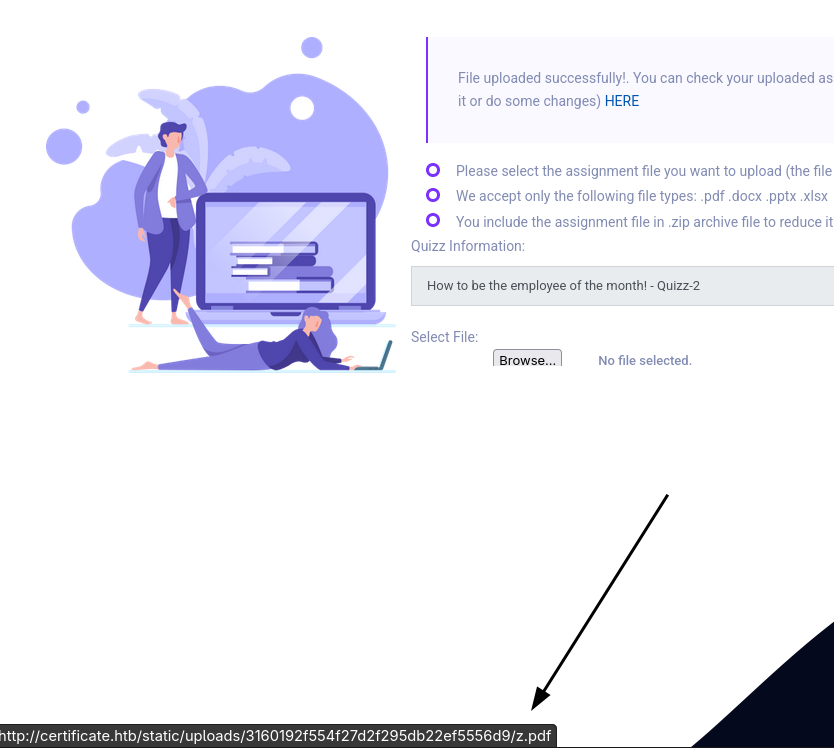 File uploaded successfully!. You can check your uploaded as
it or do some changes) HERE
Please select the assignment file you want to upload (the file
We accept only the following file types: .pdf .docx .pptx .xlsx
You include the assignment file in .zip archive file to reduce it
Quizz Information:
How to be the employee of the month! - Quizz-2
Select File:
Browse... No file selected.
http://certificate.htb/static/uploads/3160192f554f27d2f295db22ef5556d9/z.pdf